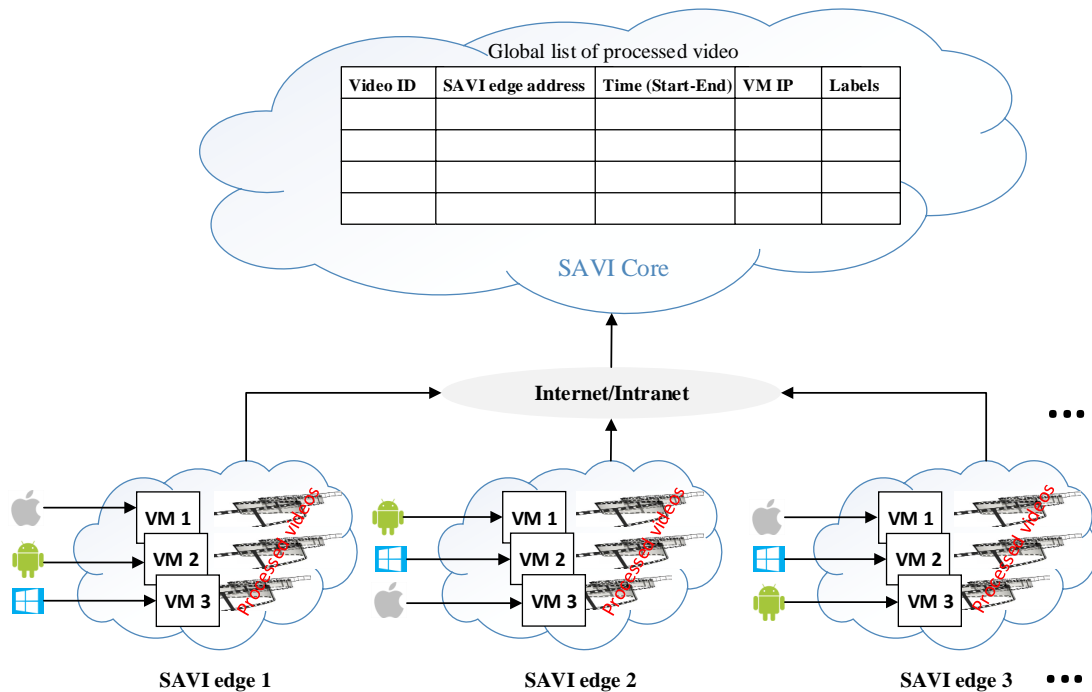 Global list of processed video
Video ID SAVI edge address Time (Start-End) VM IP Labels
SAVI Core
Internet/Intranet
...
VM 1
VM 2
VM 3
Processed videos
VM 1
VM 2
VM 3
Processed videos
VM 1
VM 2
VM 3
Processed videos
SAVI edge 1 SAVI edge 2 SAVI edge 3 ...